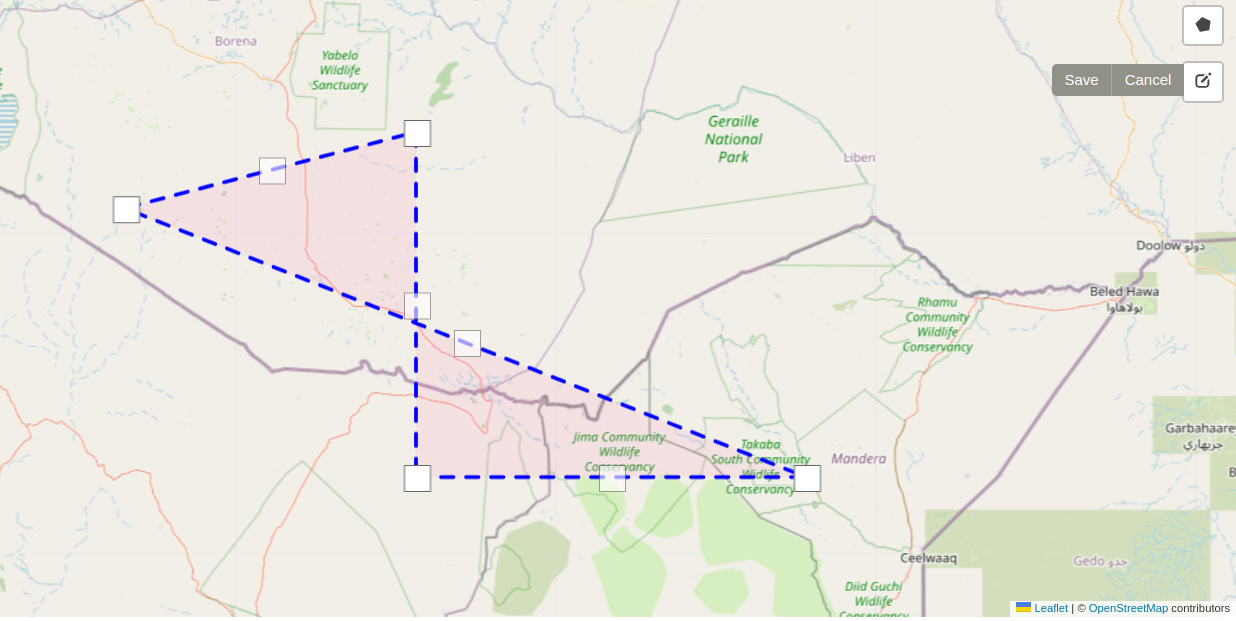 Borena
Yabelo
Wildlife
Sanctuary
Save
Cancel
Geraille
National
Park
Liben
Doolow دولو
Beled Hawa
بولاهاوا
Rhamu
Community
Wildlife
Conservancy
Garbahaarey
جربهاري
Jima Community
Wildlife
Conservancy
Takaba
South Community
Wildlife
Conservancy
Mandera
B
Ceelwaaq
Gedo جدو
Diid Guchi
Wildlife
Conservancy
Leaflet | © OpenStreetMap contributors